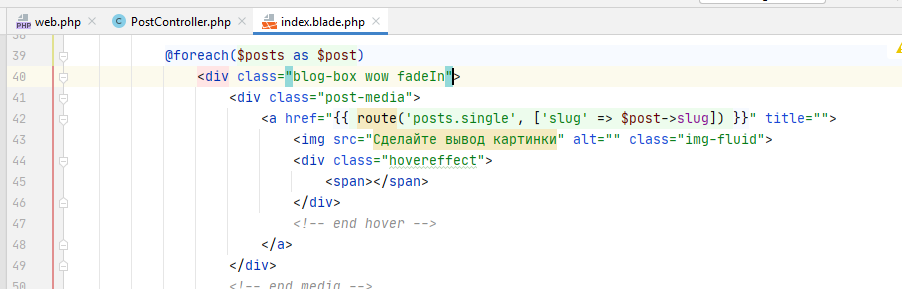 web.php PostController.php index.blade.php
38
39 @foreach($posts as $post)
40 <div class="blog-box wow fadeIn">
41 <div class="post-media">
42 <a href="{{ route('posts.single', ['slug' => $post->slug]) }}" title="">
43 <img src="Сделайте вывод картинки" alt="" class="img-fluid">
44 <div class="hovereffect">
45 <span></span>
46 </div>
47 <!-- end hover -->
48 </a>
49 </div>
50 <!-- end media -->